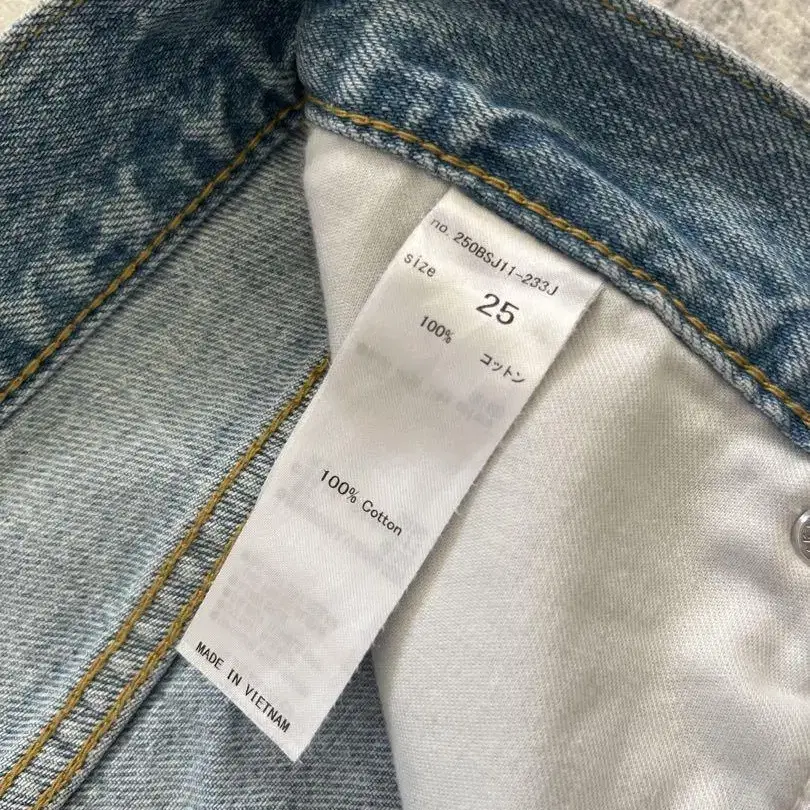 no. 250BSJ11-233J
size
25
100% コットン
100% Cotton
MADE IN VIETNAM